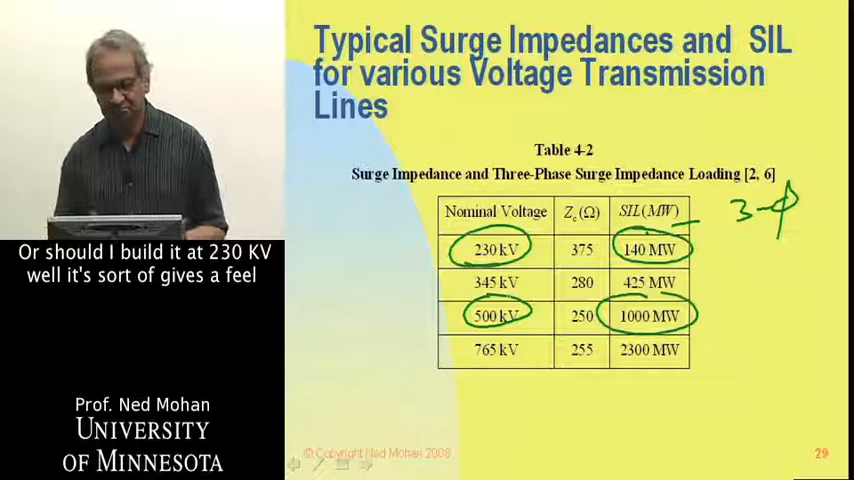 Typical Surge Impedances and SIL
for various Voltage Transmission
Lines
Table 4-2
Surge Impedance and Three-Phase Surge Impedance Loading [2, 6]
Nominal Voltage Zc (Ω) SIL (MW)
230 kV 375 140 MW
345 kV 280 425 MW
500 kV 250 1000 MW
765 kV 255 2300 MW
3-ϕ
Or should I build it at 230 KV
well it's sort of gives a feel
Prof. Ned Mohan
UNIVERSITY
OF MINNESOTA
© Copyright Ned Mohan 2008
29